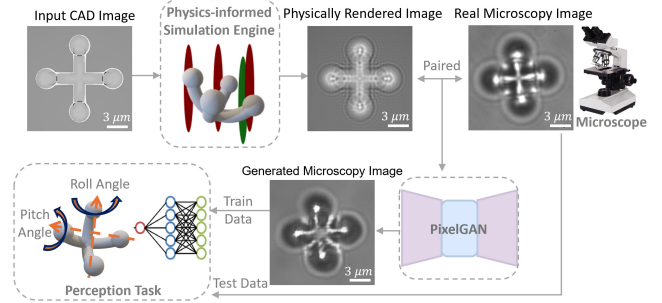 Input CAD Image
Physics-informed
Simulation Engine
Physically Rendered Image
Real Microscopy Image
3 μm
3 μm
Paired
3 μm
Microscope
Generated Microscopy Image
Roll Angle
Pitch
Angle
Train
Data
3 μm
PixelGAN
Perception Task
Test Data